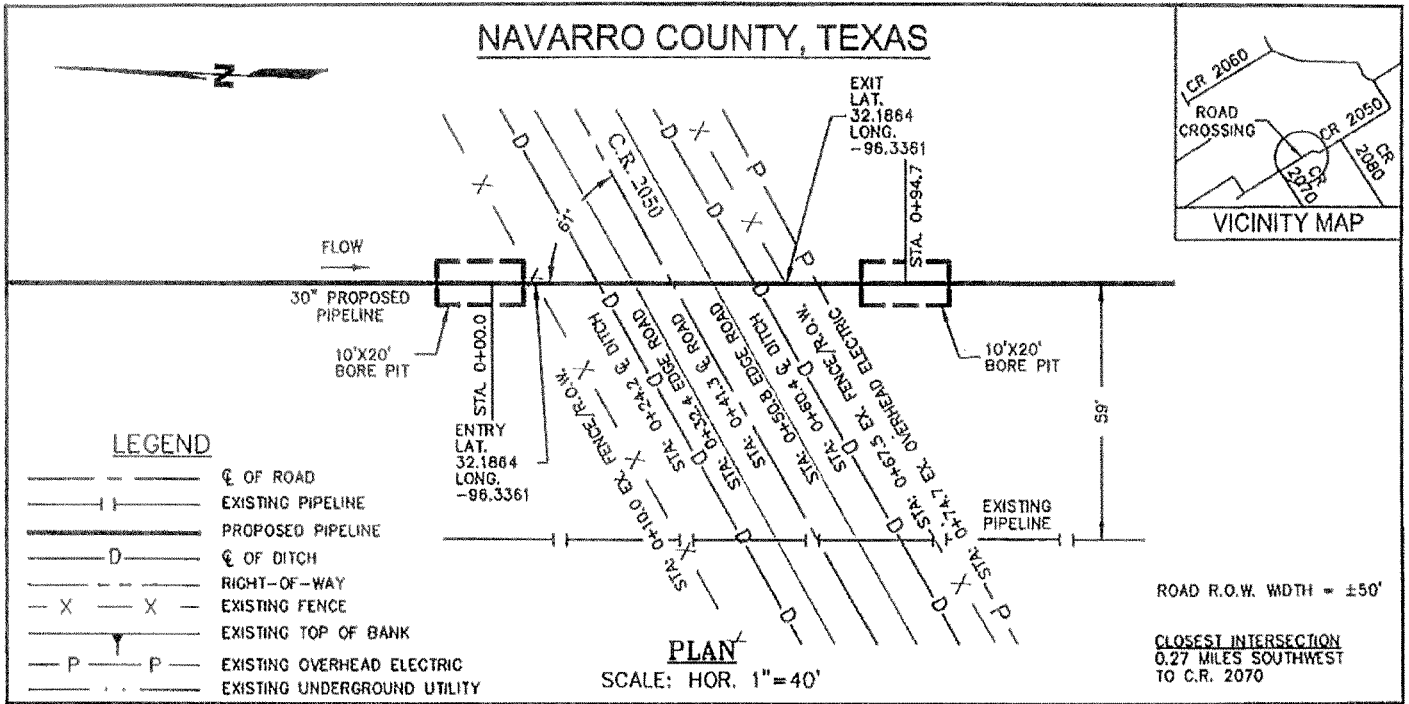 NAVARRO COUNTY, TEXAS
N
EXIT
LAT.
32.1864
LONG.
-96.3361
STA. 0+94.7
CR 2060
ROAD
CROSSING
CR 2050
CR
2070
CR
2080
VICINITY MAP
C.R. 2050
61°
FLOW
30" PROPOSED
PIPELINE
10'X20'
BORE PIT
STA. 0+00.0
ENTRY
LAT.
32.1864
LONG.
-96.3361
10'X20'
BORE PIT
59'
STA: 0+10.0 EX. FENCE/R.O.W.
STA: 0+24.2 ℄ DITCH
STA: 0+32.4 EDGE ROAD
STA: 0+41.3 ℄ ROAD
STA: 0+50.8 EDGE ROAD
STA: 0+60.4 ℄ DITCH
STA: 0+67.5 EX. FENCE/R.O.W.
STA: 0+74.7 EX. OVERHEAD ELECTRIC
EXISTING
PIPELINE
LEGEND
℄ OF ROAD
EXISTING PIPELINE
PROPOSED PIPELINE
D
℄ OF DITCH
RIGHT-OF-WAY
X X
EXISTING FENCE
EXISTING TOP OF BANK
P P
EXISTING OVERHEAD ELECTRIC
EXISTING UNDERGROUND UTILITY
PLAN
SCALE: HOR. 1"=40'
ROAD R.O.W. WIDTH = ±50'
CLOSEST INTERSECTION
0.27 MILES SOUTHWEST
TO C.R. 2070